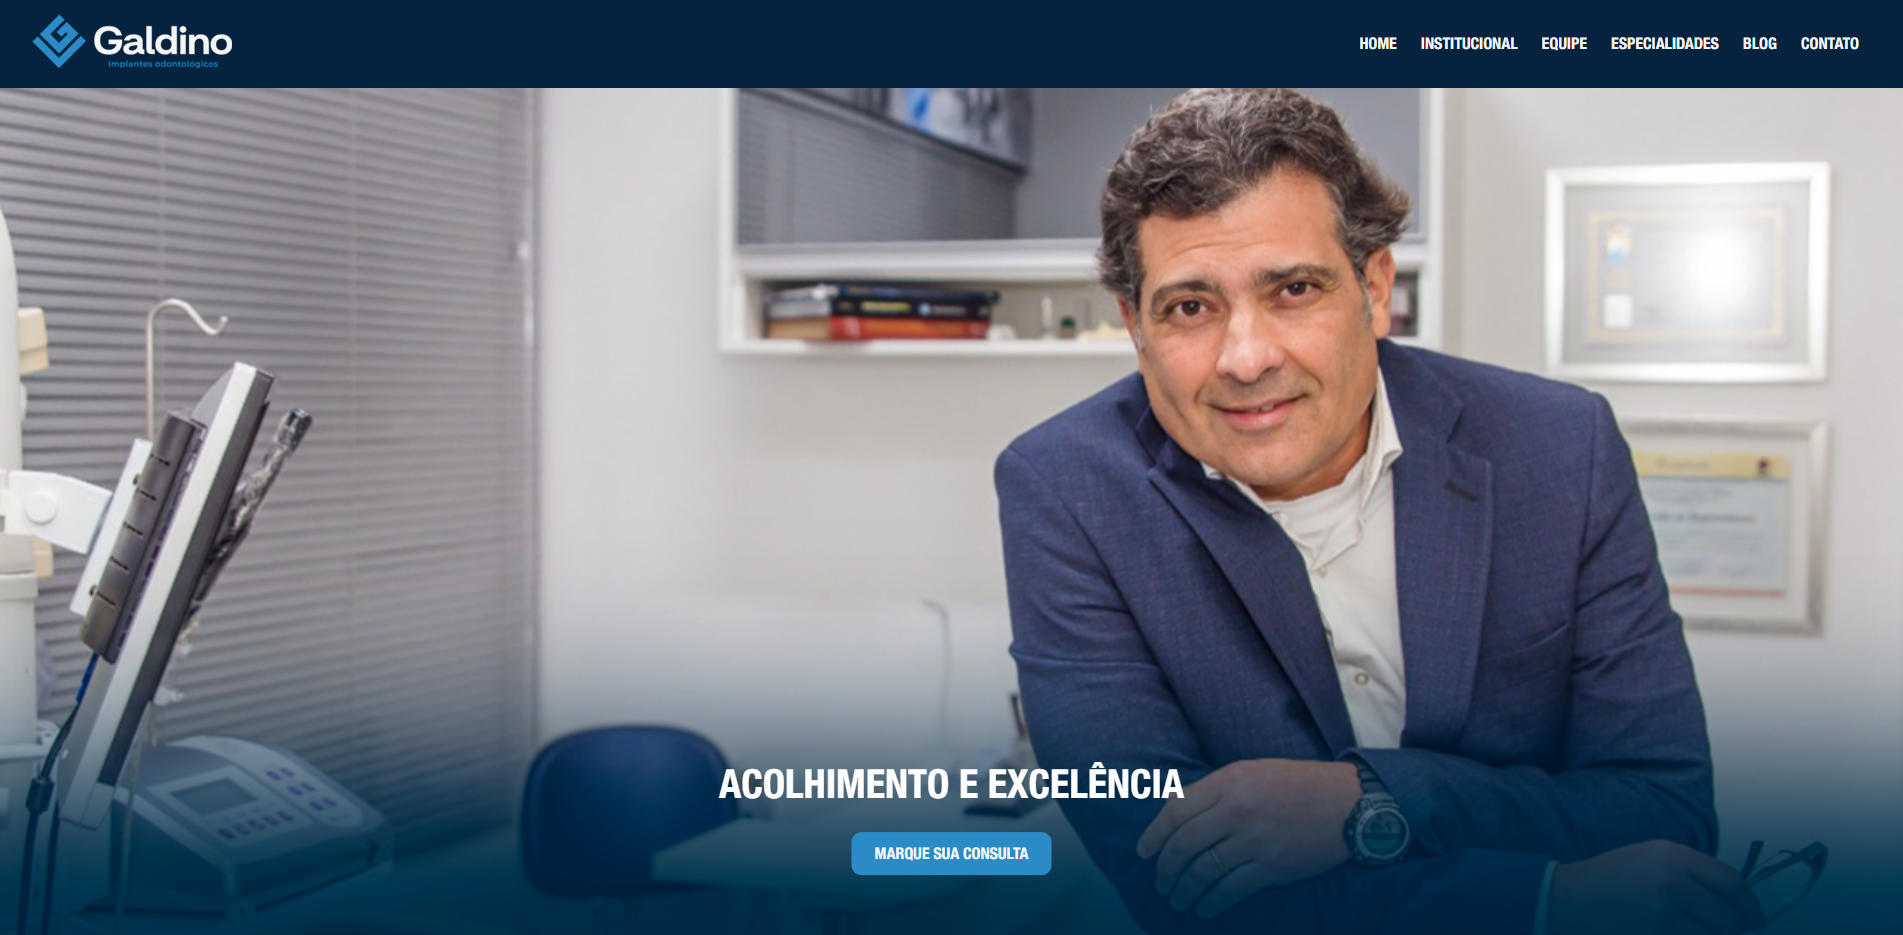 Galdino
Implantes odontológicos
HOME INSTITUCIONAL EQUIPE ESPECIALIDADES BLOG CONTATO
ACOLHIMENTO E EXCELÊNCIA
MARQUE SUA CONSULTA